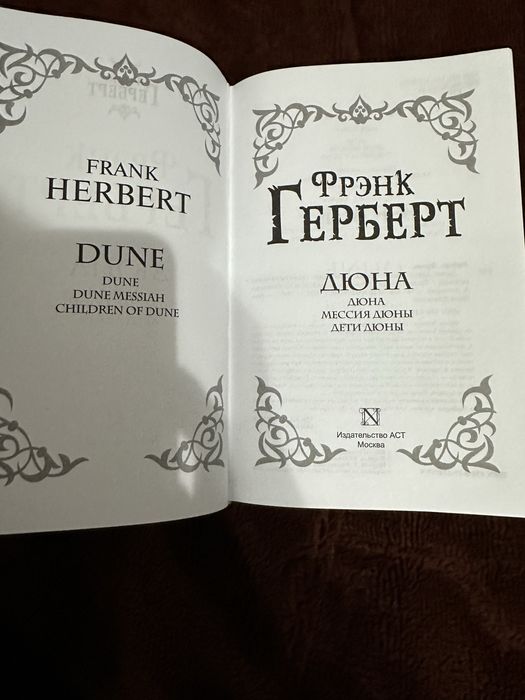 FRANK
HERBERT
DUNE
DUNE
DUNE MESSIAH
CHILDREN OF DUNE
ФРЭНК
ГЕРБЕРТ
ДЮНА
ДЮНА
МЕССИЯ ДЮНЫ
ДЕТИ ДЮНЫ
N
Издательство АСТ
Москва